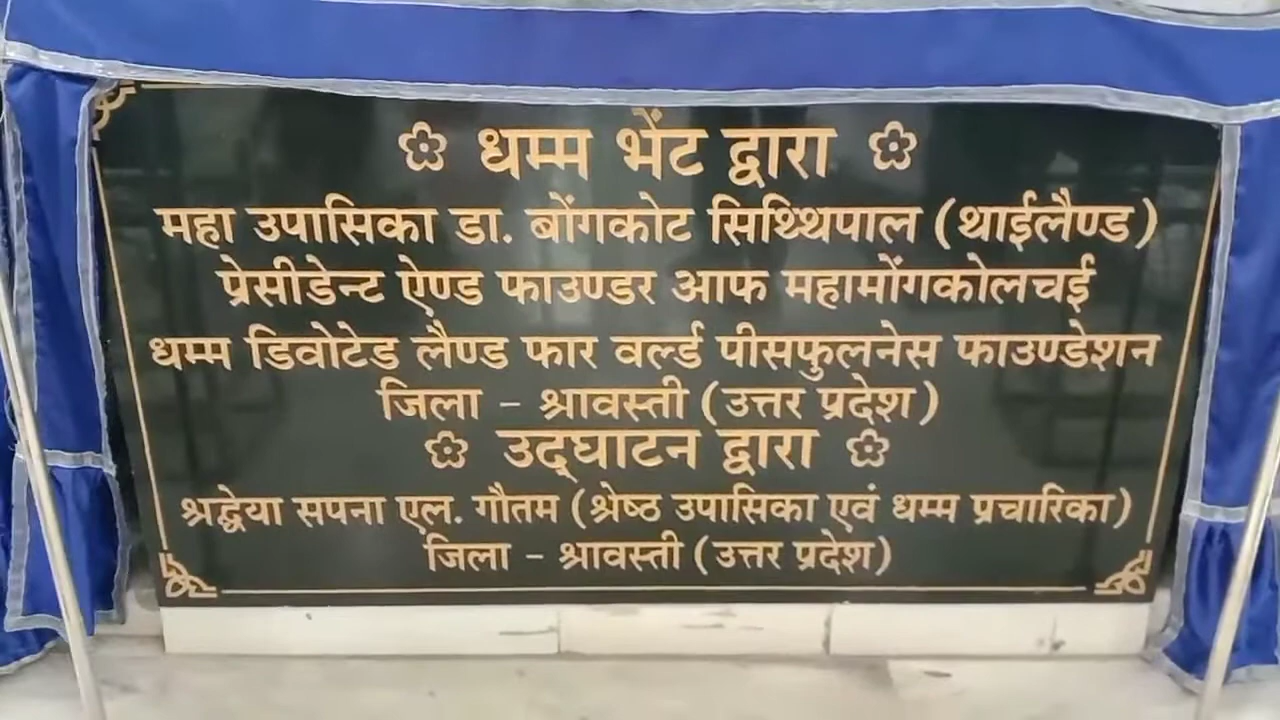 धम्म भेंट द्वारा
महा उपासिका डा. बोंगकोट सिथ्थिपाल (थाईलैण्ड)
प्रेसीडेन्ट ऐण्ड फाउण्डर आफ महामोंगकोलचई
धम्म डिवोटेड लैण्ड फार वर्ल्ड पीसफुलनेस फाउण्डेशन
जिला - श्रावस्ती (उत्तर प्रदेश)
उद्घाटन द्वारा
श्रद्धेया सपना एल. गौतम (श्रेष्ठ उपासिका एवं धम्म प्रचारिका)
जिला - श्रावस्ती (उत्तर प्रदेश)